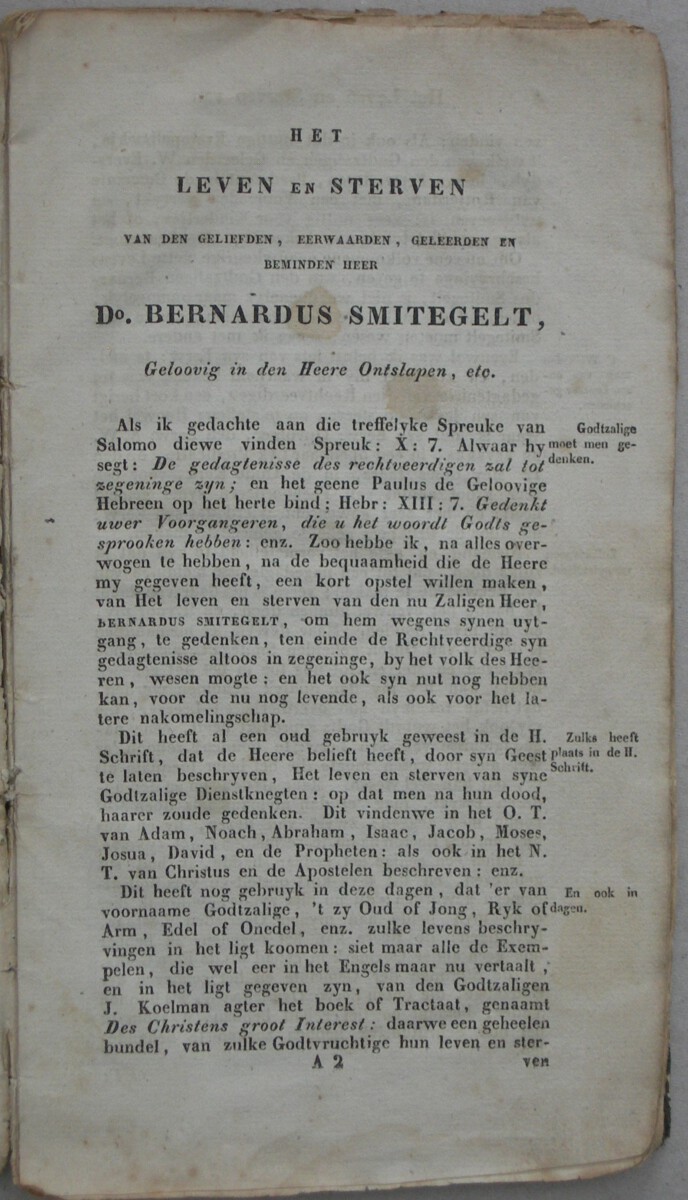 HET
LEVEN EN STERVEN
VAN DEN GELIEFDEN, EERWAARDEN, GELEERDEN EN
BEMINDEN HEER
Do. BERNARDUS SMITEGELT,
Geloovig in den Heere Ontslapen, etc.
Als ik gedachte aan die treffelyke Spreuke van
Salomo diewe vinden Spreuk: X: 7. Alwaar hy
segt: De gedagtenisse des rechtveerdigen zal tot
zegeninge zyn; en het geene Paulus de Geloovige
Hebreen op het herte bind; Hebr: XIII: 7. Gedenkt
uwer Voorgangeren, die u het woordt Godts ge-
sprooken hebben: enz. Zoo hebbe ik, na alles over-
wogen te hebben, na de bequaamheid die de Heere
my gegeven heeft, een kort opstel willen maken,
van Het leven en sterven van den nu Zaligen Heer,
BERNARDUS SMITEGELT, om hem wegens synen uyt-
gang, te gedenken, ten einde de Rechtveerdige syn
gedagtenisse altoos in zegeninge, by het volk des Hee-
ren, wesen mogte; en het ook syn nut nog hebben
kan, voor de nu nog levende, als ook voor het la-
tere nakomelingschap.
Godtzalige
moet men ge-
denken.
Dit heeft al een oud gebruyk geweest in de H.
Schrift, dat de Heere belieft heeft, door syn Geest
te laten beschryven, Het leven en sterven van syne
Godtzalige Dienstknegten: op dat men na hun dood,
haarer zoude gedenken. Dit vindenwe in het O. T.
van Adam, Noach, Abraham, Isaac, Jacob, Moses,
Josua, David, en de Propheten: als ook in het N.
T. van Christus en de Apostelen beschreven: enz.
Zulks heeft
plaats in de H.
Schrift.
Dit heeft nog gebruyk in deze dagen, dat 'er van
voorname Godtzalige, 't zy Oud of Jong, Ryk of
Arm, Edel of Onedel, enz. zulke levens beschry-
vingen in het ligt koomen: siet maar alle de Exem-
pelen, die wel eer in het Engels maar nu vertaalt,
en in het ligt gegeven zyn, van den Godtzaligen
J. Koelman agter het boek of Tractaat, genaamt
Des Christens groot Interest: daarwe een geheelen
bundel, van zulke Godtvruchtige hun leven en ster-
En ook in
dagen.
A 2
ven